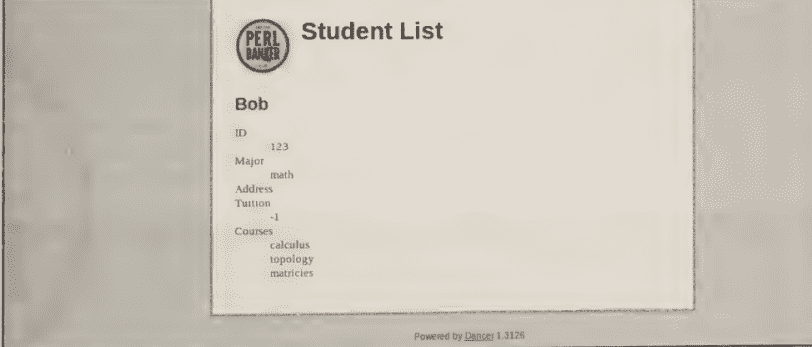 PERL
DANCER
Student List
Bob
ID
123
Major
math
Address
Tuition
-1
Courses
calculus
topology
matricies
Powered by Dancer 1.3126